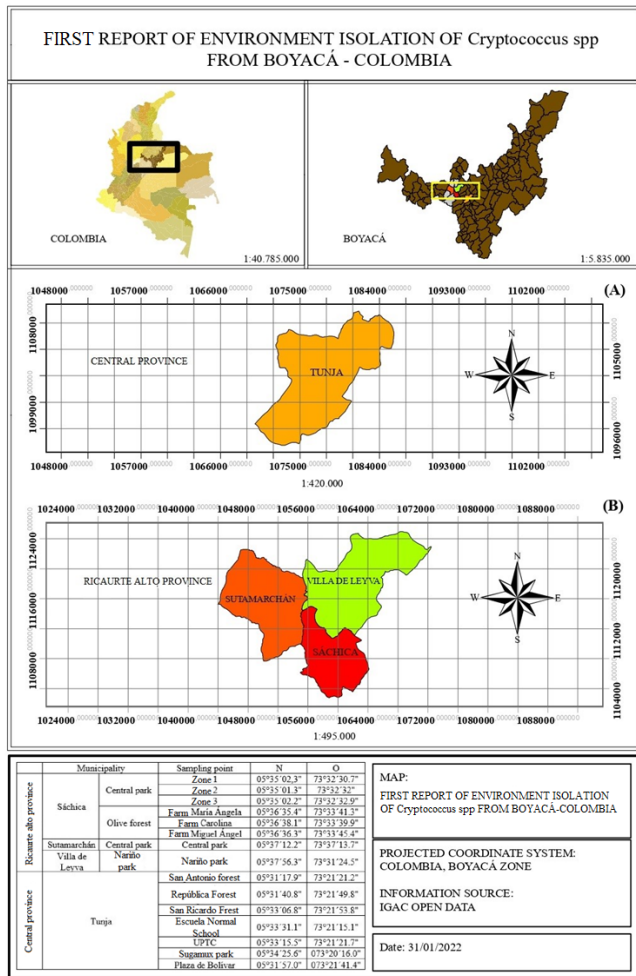 FIRST REPORT OF ENVIRONMENT ISOLATION OF Cryptococcus spp
FROM BOYACÁ - COLOMBIA
COLOMBIA
1:40.785.000
BOYACÁ
1:5.835.000
(A)
1048000 1057000 1066000 1075000 1084000 1093000 1102000
1108000
1099000
1105000
1096000
CENTRAL PROVINCE
TUNJA
N
W E
S
1048000 1057000 1066000 1075000 1084000 1093000 1102000
1:420.000
(B)
1024000 1032000 1040000 1048000 1056000 1064000 1072000 1080000 1088000
1124000
1116000
1108000
1120000
1112000
1104000
RICAURTE ALTO PROVINCE
VILLA DE LEYVA
SUTAMARCHÁN
SACHICA
N
W E
S
1024000 1032000 1040000 1048000 1056000 1064000 1072000 1080000 1088000
1:495.000
Municipality Sampling point N O
Ricaurte alto province Sáchica Central park Zone 1 05°35´02,3" 73°32´30.7"
Zone 2 05°35´01.3" 73°32´32"
Zone 3 05°35´02.2" 73°32´32.9"
Olive forest Farm María Ángela 05°36´35.4" 73°33´41.3"
Farm Carolina 05°36´38.1" 73°33´39.9"
Farm Miguel Ángel 05°36´36.3" 73°33´45.4"
Sutamarchán Central park Central park 05°37´12.2" 73°37´13.7"
Villa de Leyva Nariño park Nariño park 05°37´56.3" 73°31´24.5"
Central province Tunja San Antonio forest 05°31´17.9" 73°21´21.2"
República Forest 05°31´40.8" 73°21´49.8"
San Ricardo Frest 05°33´06.8" 73°21´53.8"
Escuela Normal School 05°33´31.1" 73°21´15.1"
UPTC 05°33´15.5" 73°21´21.7"
Sugamux park 05°34´25.6" 073°20´16.0"
Plaza de Bolívar 05°31´57.0" 073°21´41.4"
MAP:
FIRST REPORT OF ENVIRONMENT ISOLATION
OF Cryptococcus spp FROM BOYACÁ-COLOMBIA
PROJECTED COORDINATE SYSTEM:
COLOMBIA, BOYACÁ ZONE
INFORMATION SOURCE:
IGAC OPEN DATA
Date: 31/01/2022